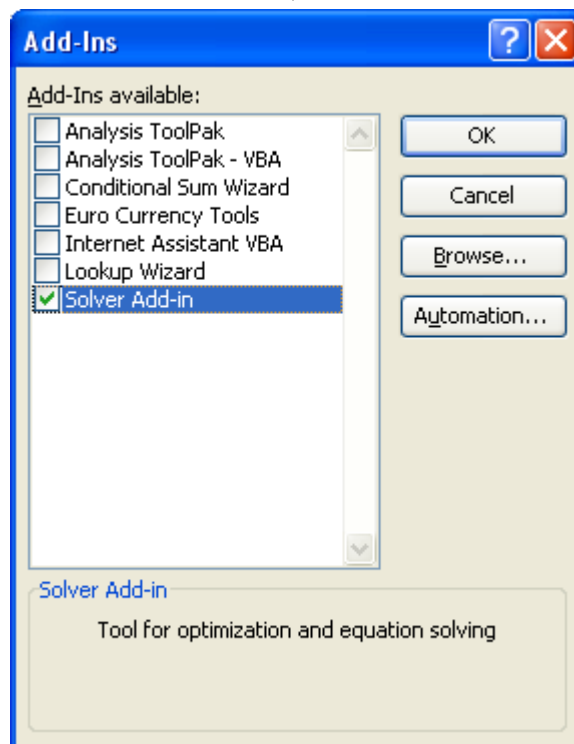 Add-Ins
Add-Ins available:
Analysis ToolPak
Analysis ToolPak - VBA
Conditional Sum Wizard
Euro Currency Tools
Internet Assistant VBA
Lookup Wizard
Solver Add-in
OK
Cancel
Browse...
Automation...
Solver Add-in
Tool for optimization and equation solving